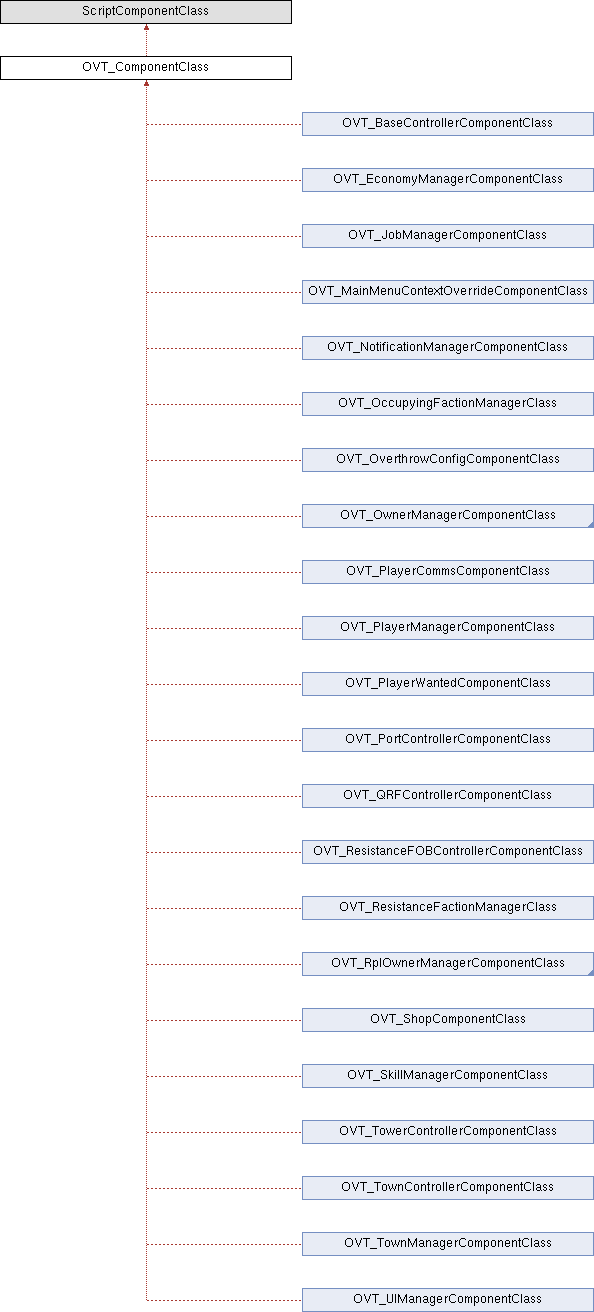 ScriptComponentClass
OVT_ComponentClass
OVT_BaseControllerComponentClass
OVT_EconomyManagerComponentClass
OVT_JobManagerComponentClass
OVT_MainMenuContextOverrideComponentClass
OVT_NotificationManagerComponentClass
OVT_OccupyingFactionManagerClass
OVT_OverthrowConfigComponentClass
OVT_OwnerManagerComponentClass
OVT_PlayerCommsComponentClass
OVT_PlayerManagerComponentClass
OVT_PlayerWantedComponentClass
OVT_PortControllerComponentClass
OVT_QRFControllerComponentClass
OVT_ResistanceFOBControllerComponentClass
OVT_ResistanceFactionManagerClass
OVT_RplOwnerManagerComponentClass
OVT_ShopComponentClass
OVT_SkillManagerComponentClass
OVT_TowerControllerComponentClass
OVT_TownControllerComponentClass
OVT_TownManagerComponentClass
OVT_UIManagerComponentClass